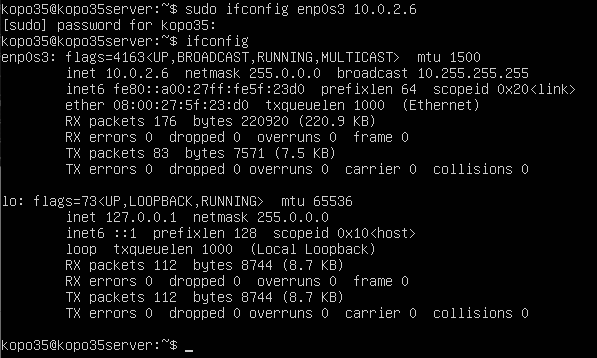 kopo35@kopo35server:~$ sudo ifconfig enp0s3 10.0.2.6
[sudo] password for kopo35:
kopo35@kopo35server:~$ ifconfig
enp0s3: flags=4163<UP,BROADCAST,RUNNING,MULTICAST>  mtu 1500
        inet 10.0.2.6  netmask 255.0.0.0  broadcast 10.255.255.255
        inet6 fe80::a00:27ff:fe5f:23d0  prefixlen 64  scopeid 0x20<link>
        ether 08:00:27:5f:23:d0  txqueuelen 1000  (Ethernet)
        RX packets 176  bytes 220920 (220.9 KB)
        RX errors 0  dropped 0  overruns 0  frame 0
        TX packets 83  bytes 7571 (7.5 KB)
        TX errors 0  dropped 0 overruns 0  carrier 0  collisions 0

lo: flags=73<UP,LOOPBACK,RUNNING>  mtu 65536
        inet 127.0.0.1  netmask 255.0.0.0
        inet6 ::1  prefixlen 128  scopeid 0x10<host>
        loop  txqueuelen 1000  (Local Loopback)
        RX packets 112  bytes 8744 (8.7 KB)
        RX errors 0  dropped 0  overruns 0  frame 0
        TX packets 112  bytes 8744 (8.7 KB)
        TX errors 0  dropped 0 overruns 0  carrier 0  collisions 0

kopo35@kopo35server:~$ _